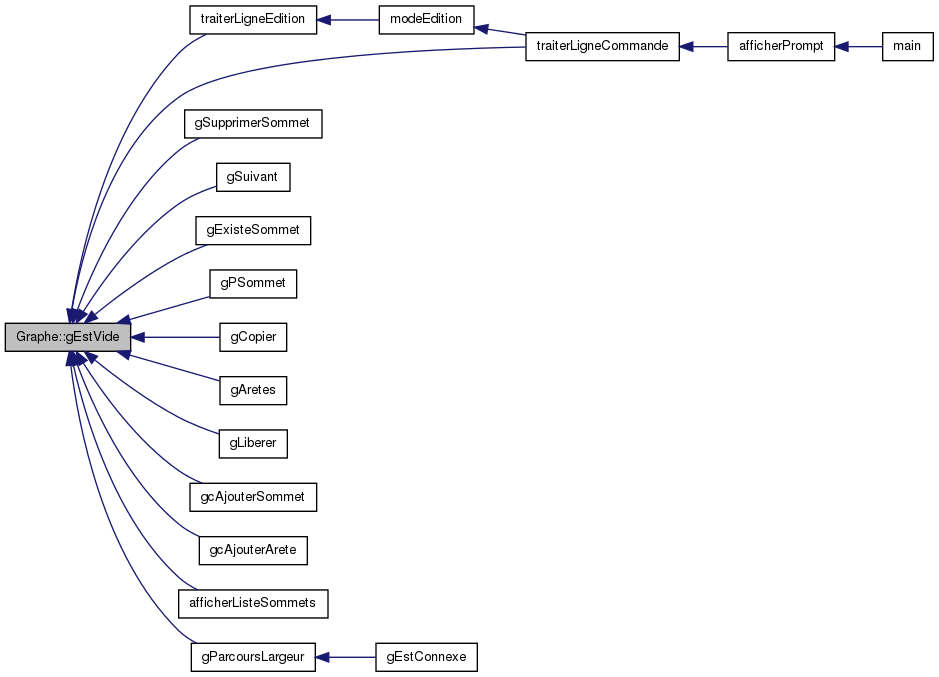 traiterLigneEdition
modeEdition
traiterLigneCommande
afficherPrompt
main
gSupprimerSommet
gSuivant
gExisteSommet
gPSommet
Graphe::gEstVide
gCopier
gAretes
gLiberer
gcAjouterSommet
gcAjouterArete
afficherListeSommets
gParcoursLargeur
gEstConnexe